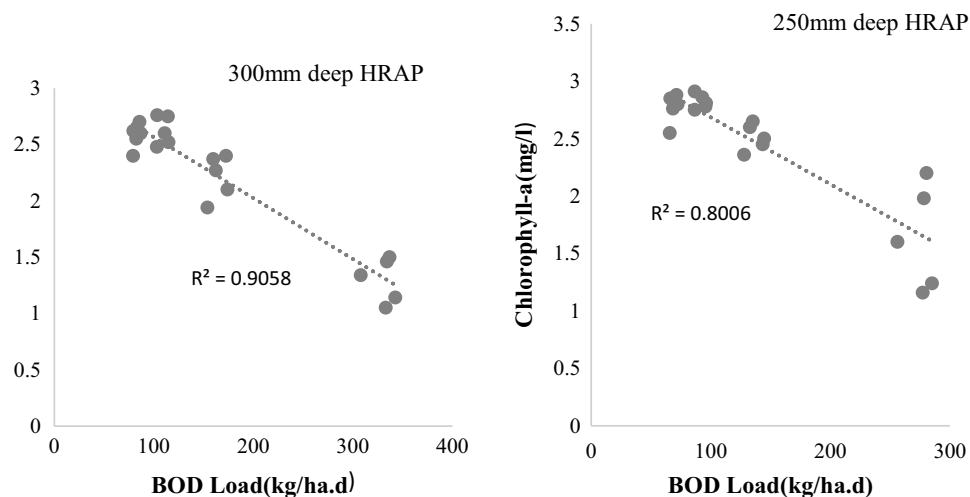 300mm deep HRAP
3
2.5
2
1.5
1
0.5
0
R² = 0.9058
0 100 200 300 400
BOD Load(kg/ha.d)
250mm deep HRAP
Chlorophyll-a(mg/l)
3.5
3
2.5
2
1.5
1
0.5
0
R² = 0.8006
0 100 200 300
BOD Load(kg/ha.d)